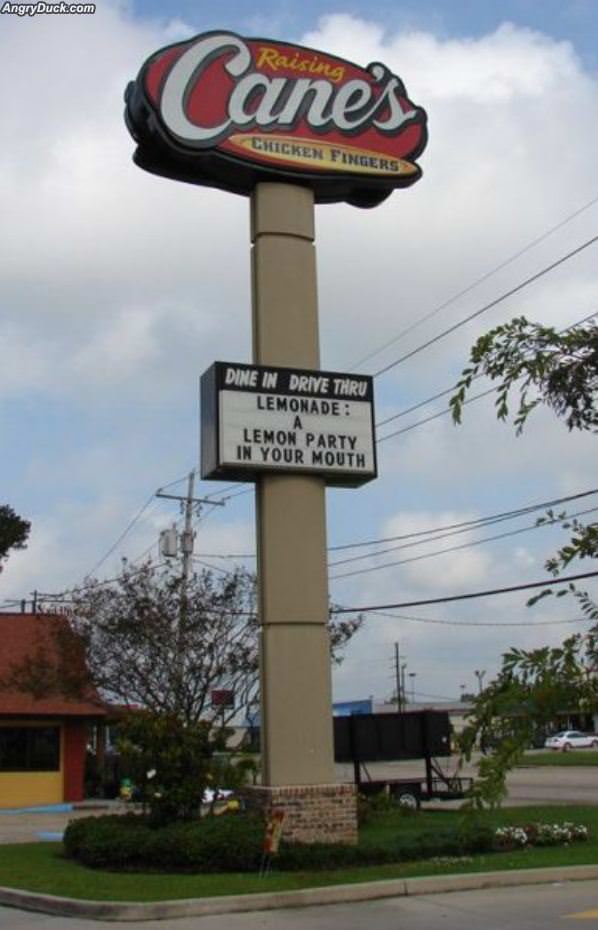 AngryDuck.com
Raising
Cane's
CHICKEN FINGERS
DINE IN DRIVE THRU
LEMONADE:
A
LEMON PARTY
IN YOUR MOUTH